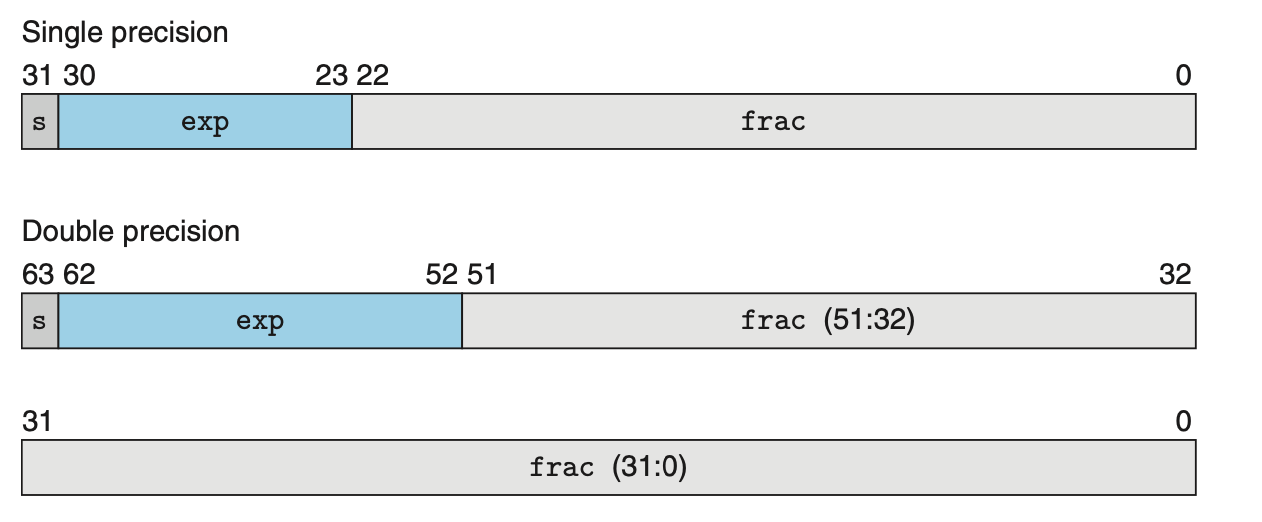 Single precision
31 30 23 22 0
s exp frac
Double precision
63 62 52 51 32
s exp frac (51:32)
31 0
frac (31:0)